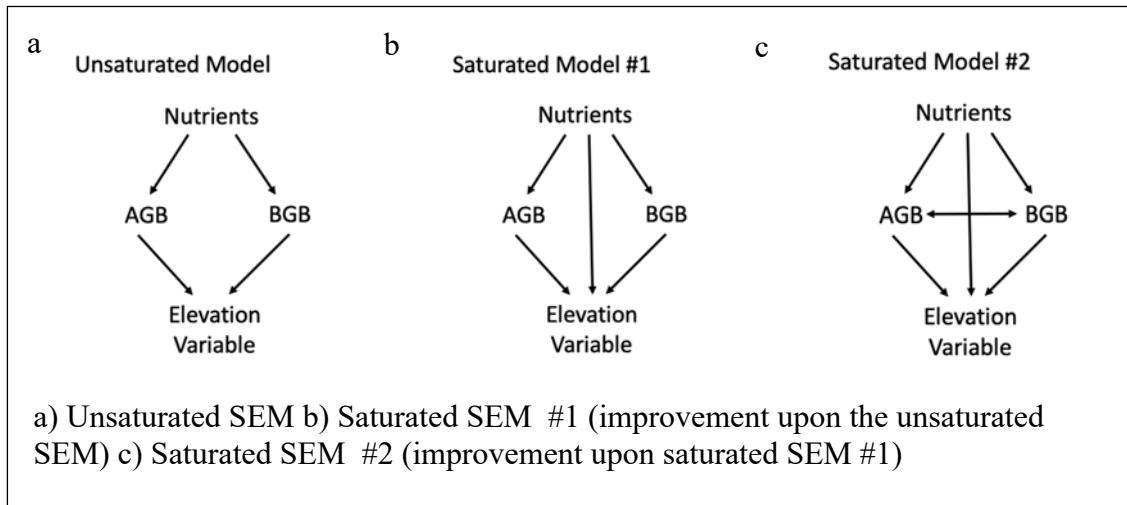 a
Unsaturated Model
Nutrients
AGB
BGB
Elevation
Variable
b
Saturated Model #1
Nutrients
AGB
BGB
Elevation
Variable
c
Saturated Model #2
Nutrients
AGB
BGB
Elevation
Variable
a) Unsaturated SEM b) Saturated SEM #1 (improvement upon the unsaturated
SEM) c) Saturated SEM #2 (improvement upon saturated SEM #1)